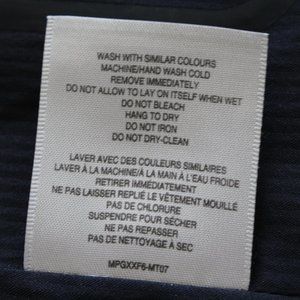 WASH WITH SIMILAR COLOURS
MACHINE/HAND WASH COLD
REMOVE IMMEDIATELY
DO NOT ALLOW TO LAY ON ITSELF WHEN WET
DO NOT BLEACH
HANG TO DRY
DO NOT IRON
DO NOT DRY-CLEAN
LAVER AVEC DES COULEURS SIMILAIRES
LAVER À LA MACHINE/À LA MAIN À L'EAU FROIDE
RETIRER IMMÉDIATEMENT
NE PAS LAISSER REPLIÉ LE VÊTEMENT MOUILLÉ
PAS DE CHLORURE
SUSPENDRE POUR SÉCHER
NE PAS REPASSER
PAS DE NETTOYAGE À SEC
MPGXXF6-MT07